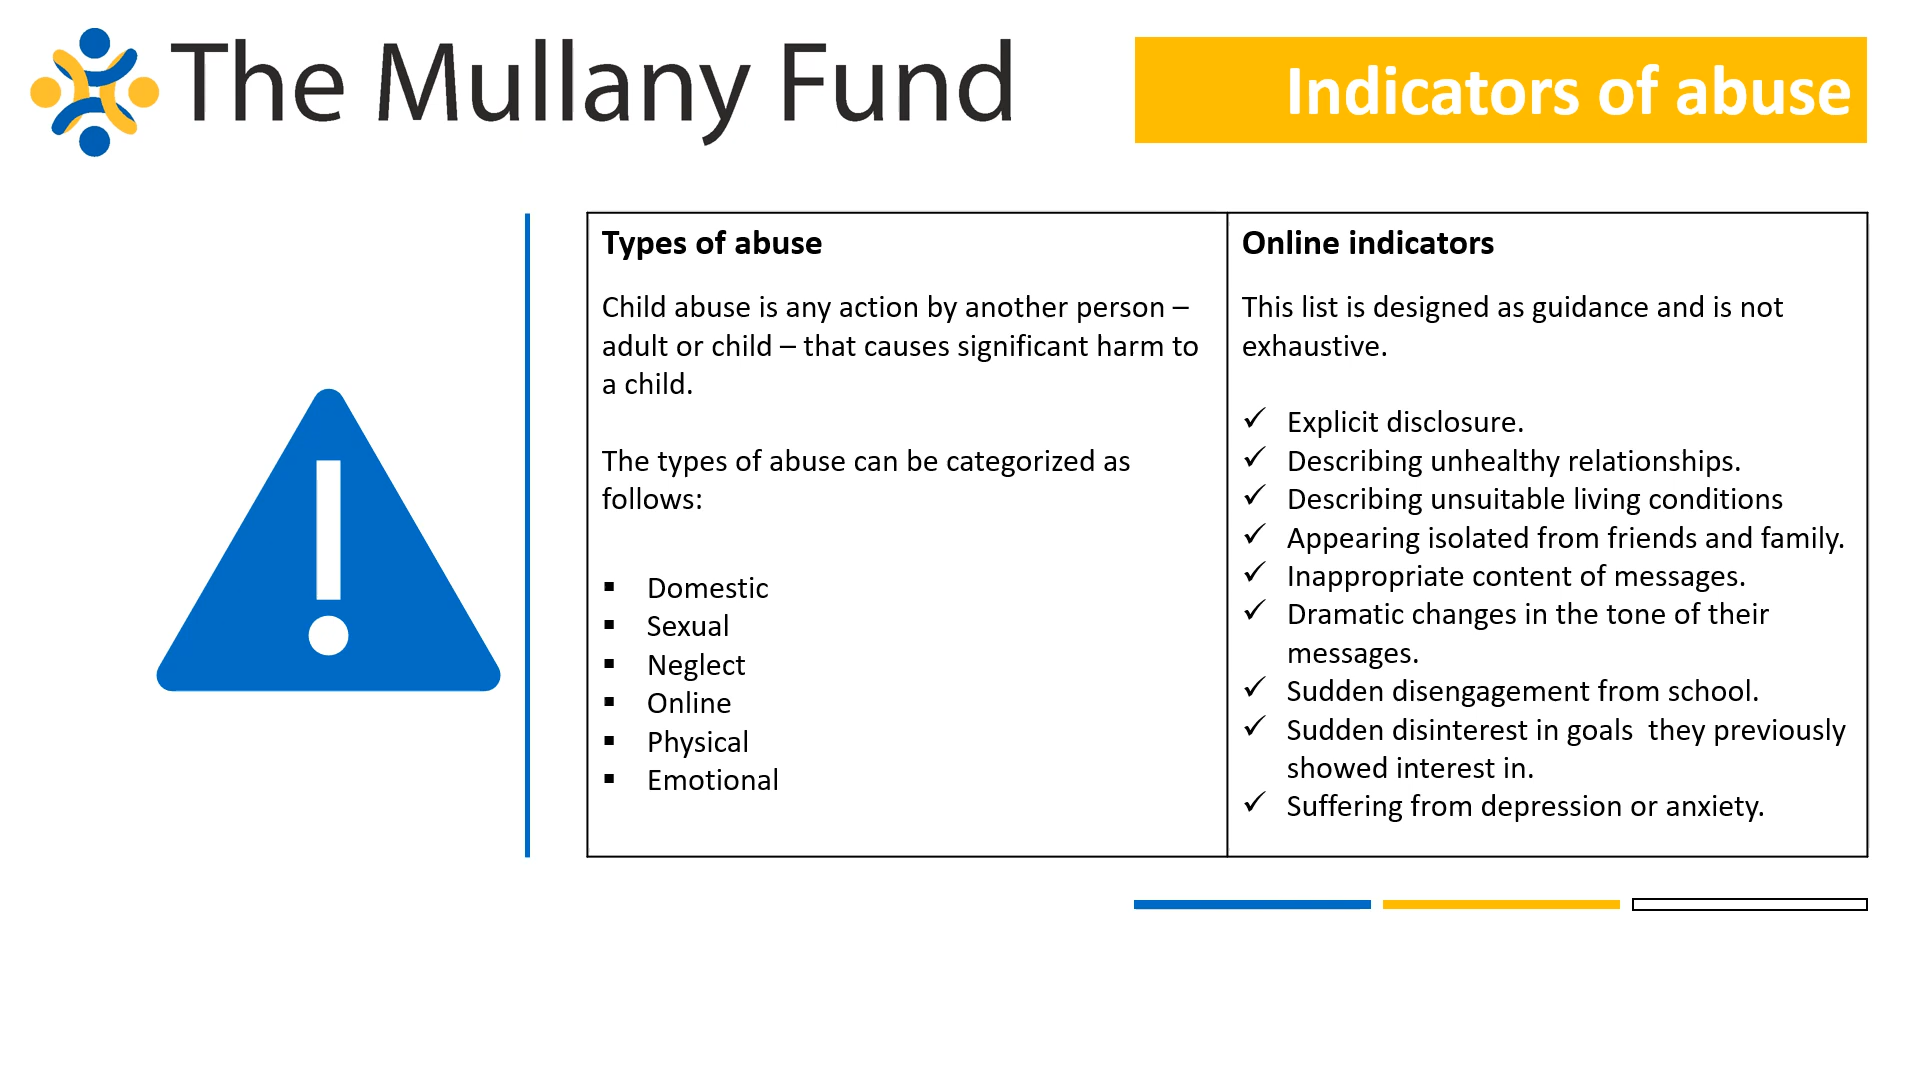 The Mullany Fund
Indicators of abuse
Types of abuse
Child abuse is any action by another person –
adult or child – that causes significant harm to
a child.
The types of abuse can be categorized as
follows:
▪ Domestic
▪ Sexual
▪ Neglect
▪ Online
▪ Physical
▪ Emotional
Online indicators
This list is designed as guidance and is not
exhaustive.
✓ Explicit disclosure.
✓ Describing unhealthy relationships.
✓ Describing unsuitable living conditions
✓ Appearing isolated from friends and family.
✓ Inappropriate content of messages.
✓ Dramatic changes in the tone of their
messages.
✓ Sudden disengagement from school.
✓ Sudden disinterest in goals  they previously
showed interest in.
✓ Suffering from depression or anxiety.